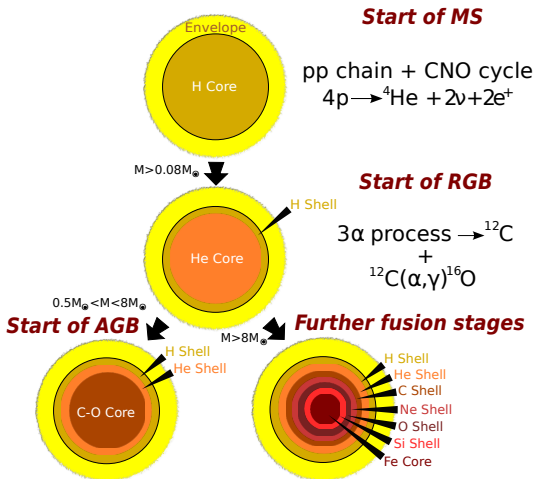 Start of MS
Envelope
H Core
pp chain + CNO cycle
4p→⁴He + 2ν+2e⁺
M>0.08M☉
Start of RGB
H Shell
He Core
3α process →¹²C
+
¹²C(α,γ)¹⁶O
0.5M☉<M<8M☉
Start of AGB
M>8M☉
Further fusion stages
H Shell
He Shell
C-O Core
H Shell
He Shell
C Shell
Ne Shell
O Shell
Si Shell
Fe Core